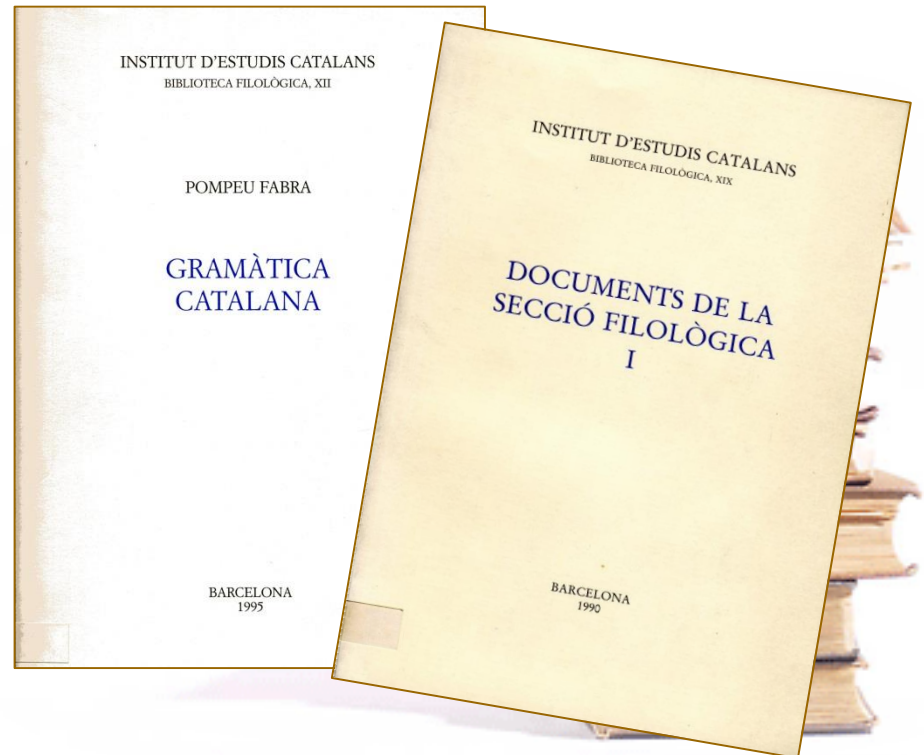 INSTITUT D'ESTUDIS CATALANS
BIBLIOTECA FILOLÒGICA, XII
POMPEU FABRA
GRAMÀTICA
CATALANA
BARCELONA
1995
INSTITUT D'ESTUDIS CATALANS
BIBLIOTECA FILOLÒGICA, XIX
DOCUMENTS DE LA
SECCIÓ FILOLÒGICA
I
BARCELONA
1990